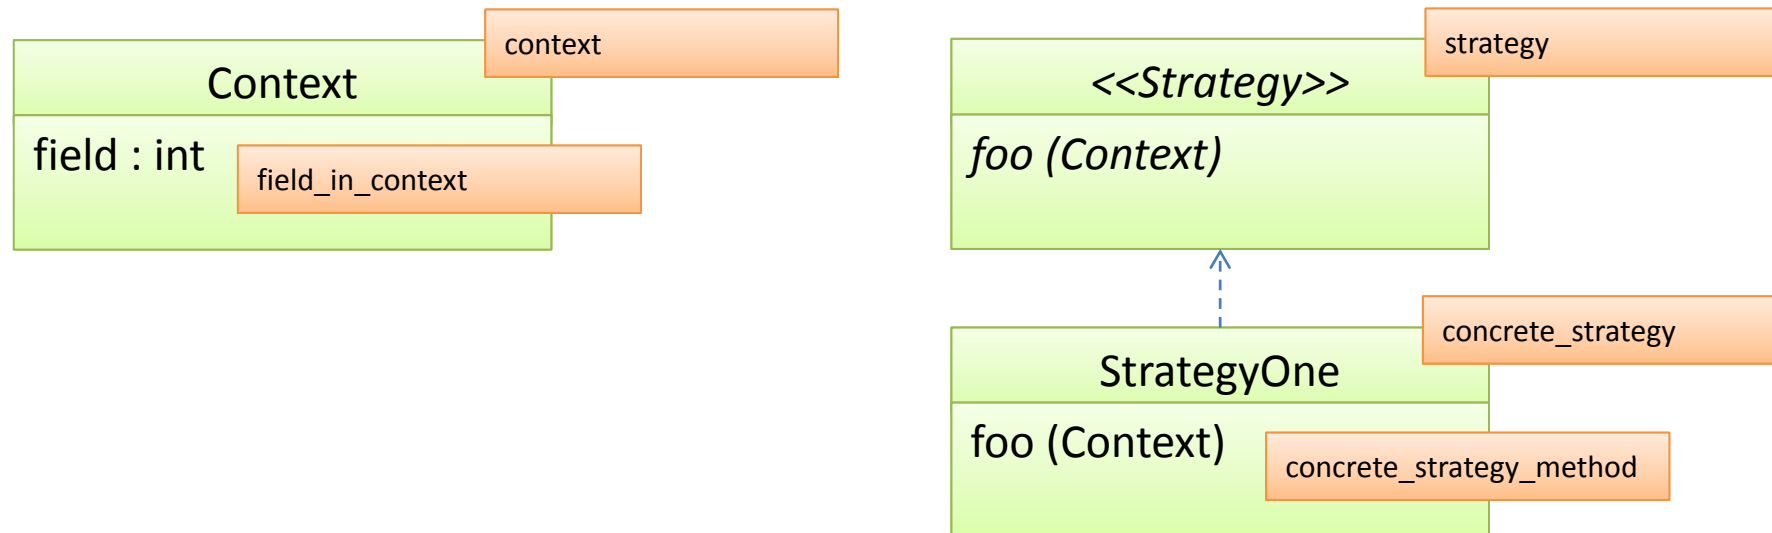 context
Context
field : int
field_in_context
strategy
<<Strategy>>
foo (Context)
concrete_strategy
StrategyOne
foo (Context)
concrete_strategy_method